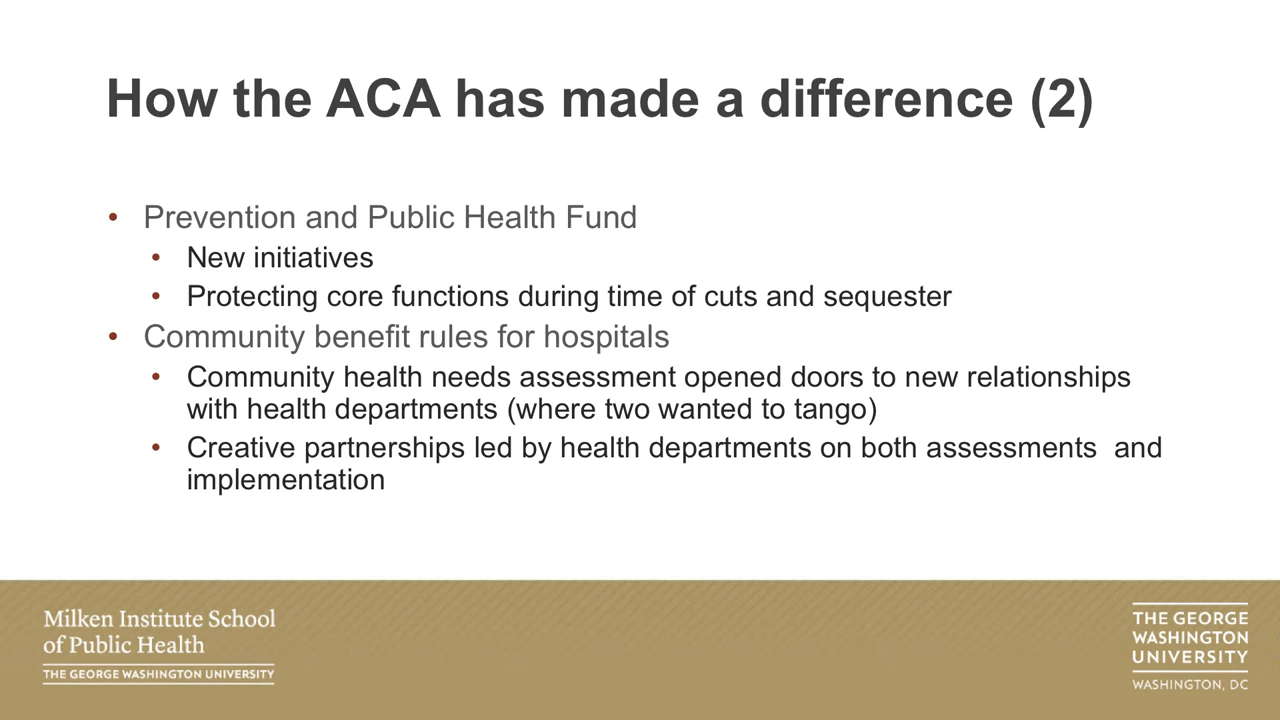 How the ACA has made a difference (2)
• Prevention and Public Health Fund
• New initiatives
• Protecting core functions during time of cuts and sequester
• Community benefit rules for hospitals
• Community health needs assessment opened doors to new relationships
with health departments (where two wanted to tango)
• Creative partnerships led by health departments on both assessments  and
implementation
Milken Institute School
of Public Health
THE GEORGE WASHINGTON UNIVERSITY
THE GEORGE
WASHINGTON
UNIVERSITY
WASHINGTON, DC